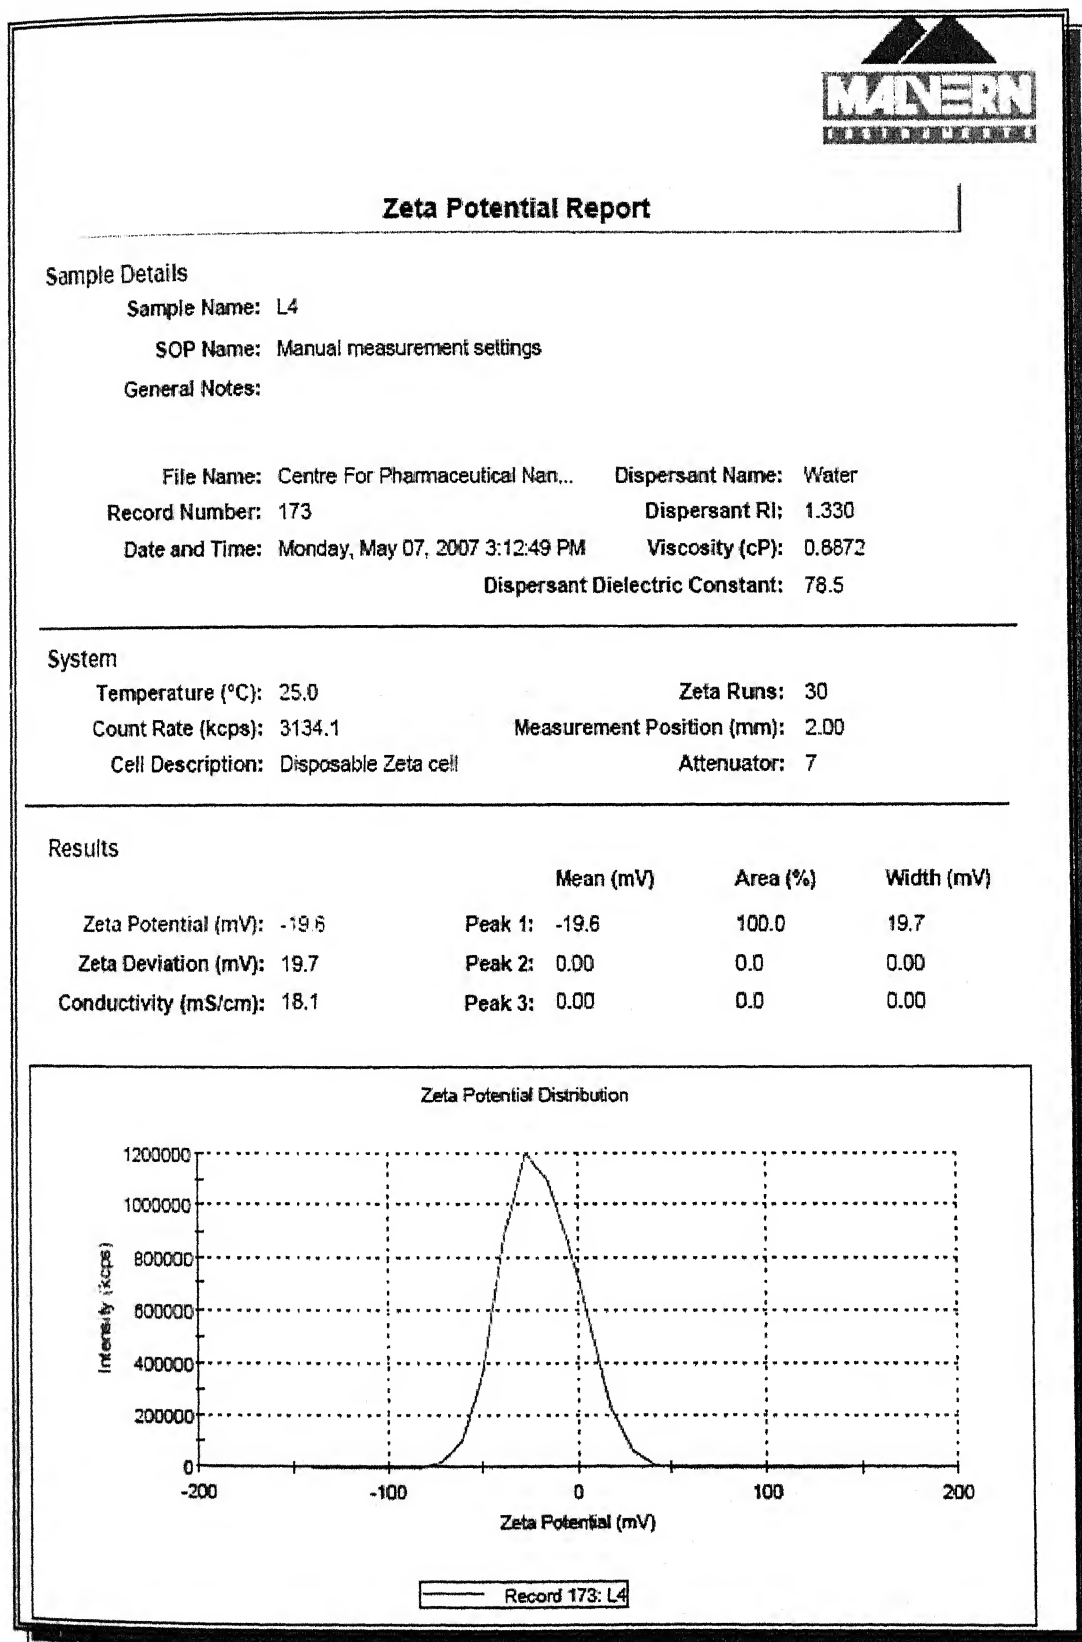 MALVERN
INSTRUMENTS
Zeta Potential Report
Sample Details
Sample Name: L4
SOP Name: Manual measurement settings
General Notes:
File Name: Centre For Pharmaceutical Nan... Dispersant Name: Water
Record Number: 173 Dispersant RI: 1.330
Date and Time: Monday, May 07, 2007 3:12:49 PM Viscosity (cP): 0.8872
Dispersant Dielectric Constant: 78.5
System
Temperature (°C): 25.0 Zeta Runs: 30
Count Rate (kcps): 3134.1 Measurement Position (mm): 2.00
Cell Description: Disposable Zeta cell Attenuator: 7
Results
Mean (mV) Area (%) Width (mV)
Zeta Potential (mV): -19.6 Peak 1: -19.6 100.0 19.7
Zeta Deviation (mV): 19.7 Peak 2: 0.00 0.0 0.00
Conductivity (mS/cm): 18.1 Peak 3: 0.00 0.0 0.00
Zeta Potential Distribution
1200000
1000000
800000
600000
400000
200000
0
Intensity (kcps)
-200 -100 0 100 200
Zeta Potential (mV)
Record 173: L4